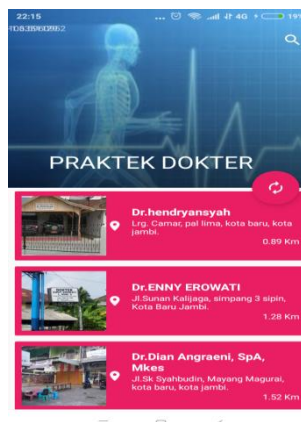 22:15 ... 4G 19%
PRAKTEK DOKTER
Dr.hendryansyah
Lrg. Camar, pal lima, kota baru, kota
jambi.
0.89 Km
Dr.ENNY EROWATI
Jl.Sunan Kalijaga, simpang 3 sipin,
Kota Baru Jambi.
1.28 Km
Dr.Dian Angraeni, SpA,
Mkes
Jl.Sk Syahbudin, Mayang Magurai,
kota baru, kota jambi.
1.52 Km